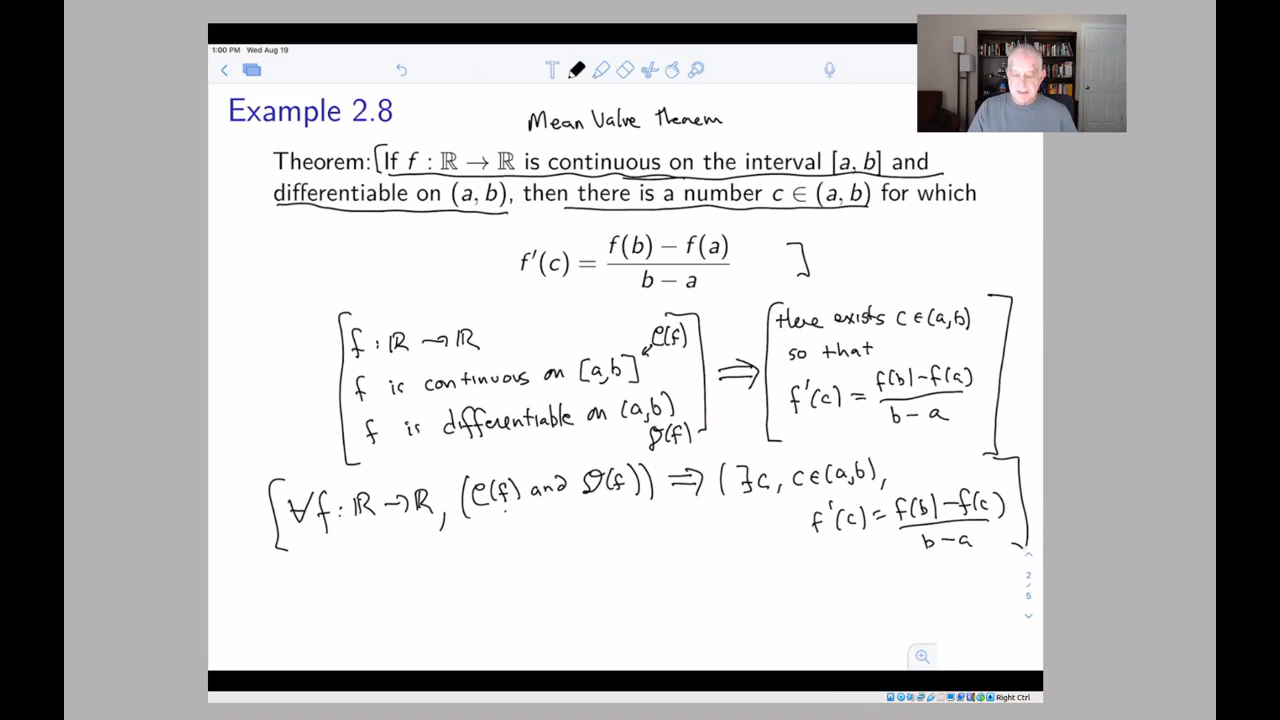 1:00 PM Wed Aug 19
Example 2.8
Mean Value theorem
Theorem: [If f : ℝ → ℝ is continuous on the interval [a, b] and
differentiable on (a, b), then there is a number c ∈ (a, b) for which
f′(c) = (f(b) − f(a)) / (b − a) ]
f : ℝ → ℝ
C(f)
f is continuous on [a,b]
f is differentiable on (a,b)
D(f)
⟹
there exists c ∈ (a,b)
so that
f′(c) = (f(b) − f(a)) / (b − a)
[∀f : ℝ → ℝ, (C(f) and D(f)) ⟹ (∃c, c∈(a,b),
f′(c) = (f(b) − f(c)) / (b − a) ]
2
/
5
Right Ctrl